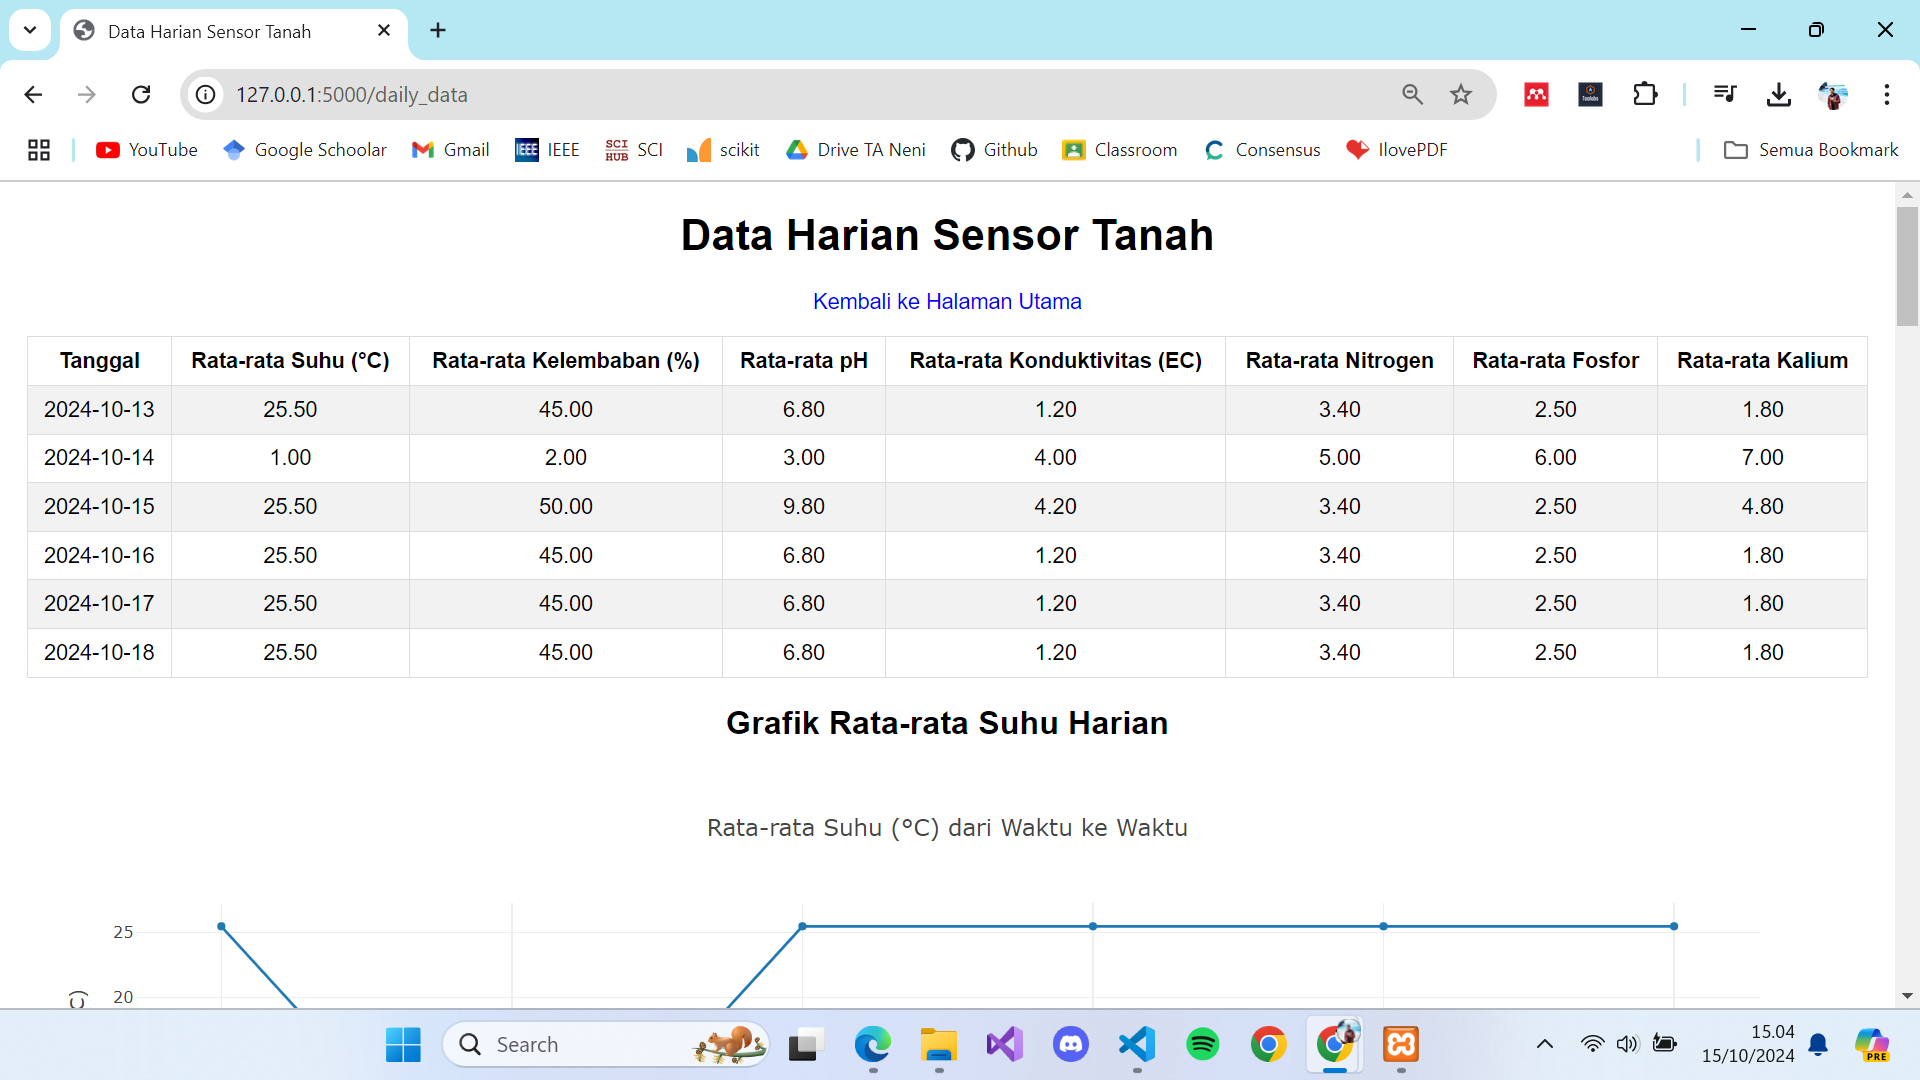 Data Harian Sensor Tanah
127.0.0.1:5000/daily_data
YouTube Google Schoolar Gmail IEEE IEEE SCI HUB SCI scikit Drive TA Neni Github Classroom Consensus IlovePDF Semua Bookmark
Data Harian Sensor Tanah
Kembali ke Halaman Utama
Tanggal Rata-rata Suhu (°C) Rata-rata Kelembaban (%) Rata-rata pH Rata-rata Konduktivitas (EC) Rata-rata Nitrogen Rata-rata Fosfor Rata-rata Kalium
2024-10-13 25.50 45.00 6.80 1.20 3.40 2.50 1.80
2024-10-14 1.00 2.00 3.00 4.00 5.00 6.00 7.00
2024-10-15 25.50 50.00 9.80 4.20 3.40 2.50 4.80
2024-10-16 25.50 45.00 6.80 1.20 3.40 2.50 1.80
2024-10-17 25.50 45.00 6.80 1.20 3.40 2.50 1.80
2024-10-18 25.50 45.00 6.80 1.20 3.40 2.50 1.80
Grafik Rata-rata Suhu Harian
Rata-rata Suhu (°C) dari Waktu ke Waktu
25
20
Search
15.04
15/10/2024
PRE